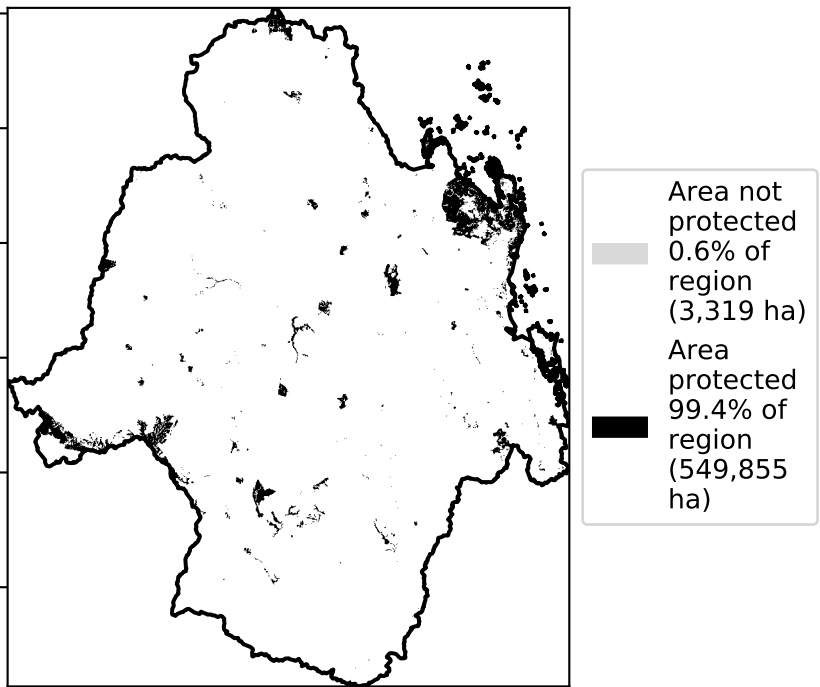 Area not
protected
0.6% of
region
(3,319 ha)
Area
protected
99.4% of
region
(549,855
ha)